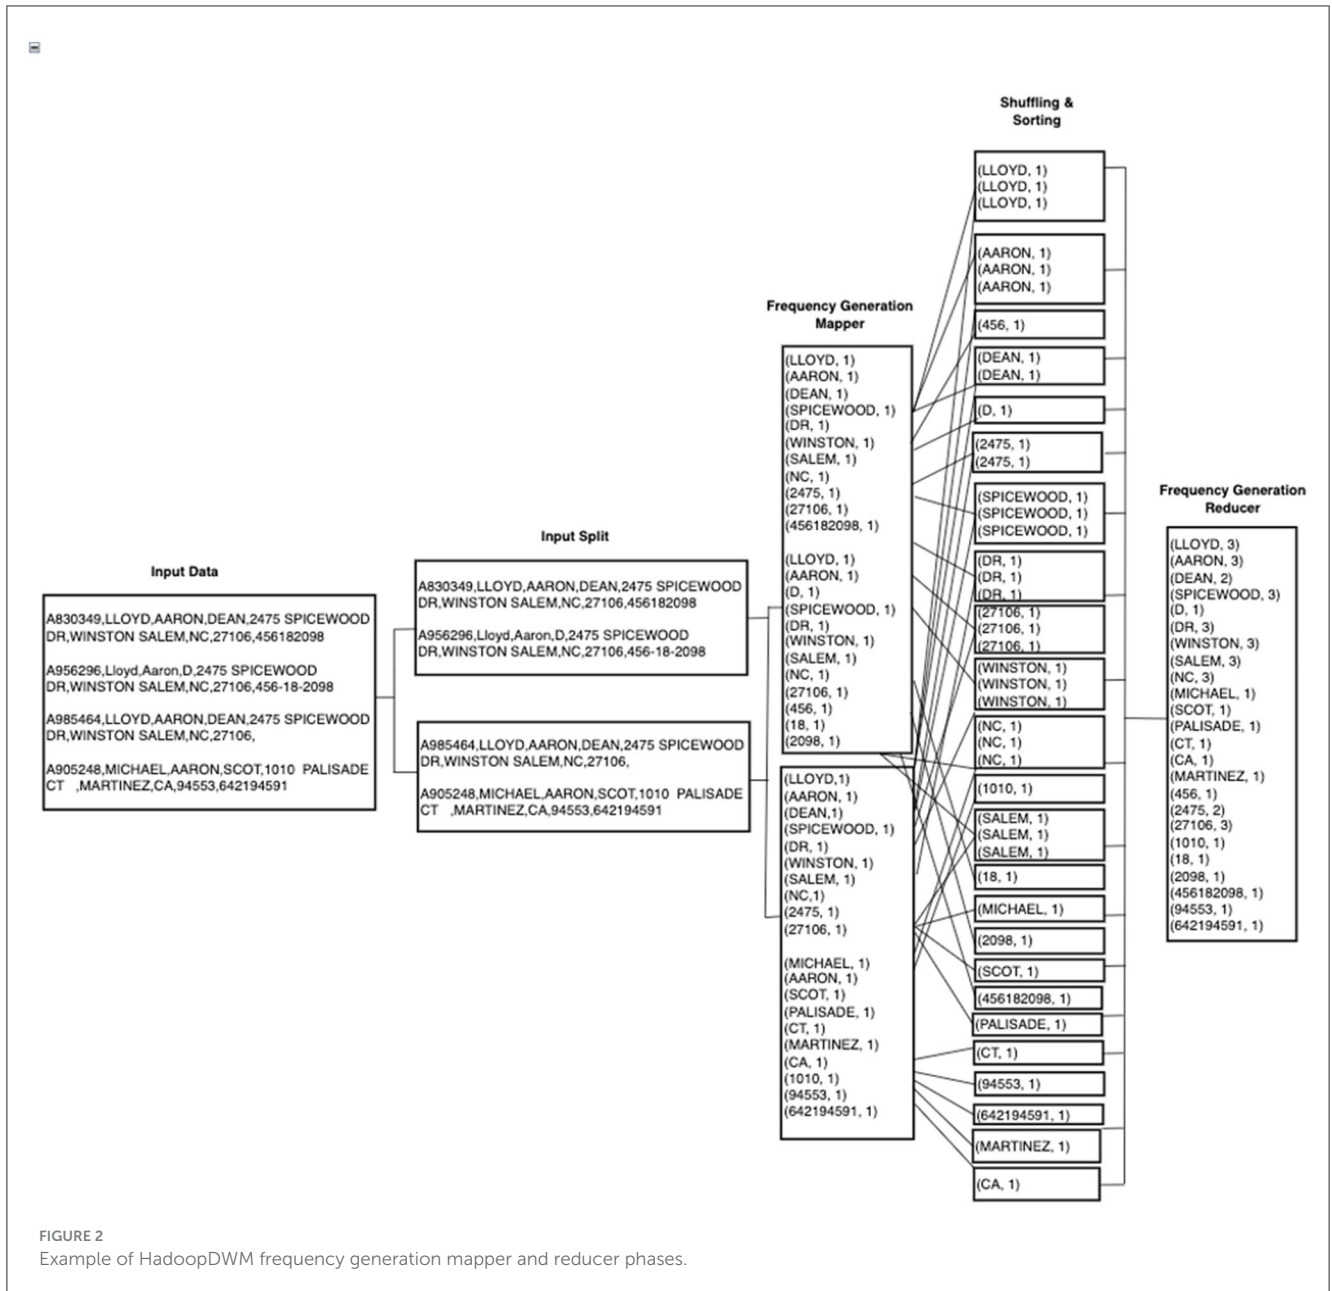 Input Data
A830349,LLOYD,AARON,DEAN,2475 SPICEWOOD
DR,WINSTON SALEM,NC,27106,456182098
A956296,Lloyd,Aaron,D,2475 SPICEWOOD
DR,WINSTON SALEM,NC,27106,456-18-2098
A985464,LLOYD,AARON,DEAN,2475 SPICEWOOD
DR,WINSTON SALEM,NC,27106,
A905248,MICHAEL,AARON,SCOT,1010 PALISADE
CT ,MARTINEZ,CA,94553,642194591
Input Split
A830349,LLOYD,AARON,DEAN,2475 SPICEWOOD
DR,WINSTON SALEM,NC,27106,456182098
A956296,Lloyd,Aaron,D,2475 SPICEWOOD
DR,WINSTON SALEM,NC,27106,456-18-2098
A985464,LLOYD,AARON,DEAN,2475 SPICEWOOD
DR,WINSTON SALEM,NC,27106,
A905248,MICHAEL,AARON,SCOT,1010 PALISADE
CT ,MARTINEZ,CA,94553,642194591
Frequency Generation
Mapper
(LLOYD, 1)
(AARON, 1)
(DEAN, 1)
(SPICEWOOD, 1)
(DR, 1)
(WINSTON, 1)
(SALEM, 1)
(NC, 1)
(2475, 1)
(27106, 1)
(456182098, 1)
(LLOYD, 1)
(AARON, 1)
(D, 1)
(SPICEWOOD, 1)
(DR, 1)
(WINSTON, 1)
(SALEM, 1)
(NC, 1)
(27106, 1)
(456, 1)
(18, 1)
(2098, 1)
(LLOYD,1)
(AARON, 1)
(DEAN,1)
(SPICEWOOD, 1)
(DR, 1)
(WINSTON, 1)
(SALEM, 1)
(NC,1)
(2475, 1)
(27106, 1)
(MICHAEL, 1)
(AARON, 1)
(SCOT, 1)
(PALISADE, 1)
(CT, 1)
(MARTINEZ, 1)
(CA, 1)
(1010, 1)
(94553, 1)
(642194591, 1)
Shuffling &
Sorting
(LLOYD, 1)
(LLOYD, 1)
(LLOYD, 1)
(AARON, 1)
(AARON, 1)
(AARON, 1)
(456, 1)
(DEAN, 1)
(DEAN, 1)
(D, 1)
(2475, 1)
(2475, 1)
(SPICEWOOD, 1)
(SPICEWOOD, 1)
(SPICEWOOD, 1)
(DR, 1)
(DR, 1)
(DR, 1)
(27106, 1)
(27106, 1)
(27106, 1)
(WINSTON, 1)
(WINSTON, 1)
(WINSTON, 1)
(NC, 1)
(NC, 1)
(NC, 1)
(1010, 1)
(SALEM, 1)
(SALEM, 1)
(SALEM, 1)
(18, 1)
(MICHAEL, 1)
(2098, 1)
(SCOT, 1)
(456182098, 1)
(PALISADE, 1)
(CT, 1)
(94553, 1)
(642194591, 1)
(MARTINEZ, 1)
(CA, 1)
Frequency Generation
Reducer
(LLOYD, 3)
(AARON, 3)
(DEAN, 2)
(SPICEWOOD, 3)
(D, 1)
(DR, 3)
(WINSTON, 3)
(SALEM, 3)
(NC, 3)
(MICHAEL, 1)
(SCOT, 1)
(PALISADE, 1)
(CT, 1)
(CA, 1)
(MARTINEZ, 1)
(456, 1)
(2475, 2)
(27106, 3)
(1010, 1)
(18, 1)
(2098, 1)
(456182098, 1)
(94553, 1)
(642194591, 1)
FIGURE 2
Example of HadoopDWM frequency generation mapper and reducer phases.